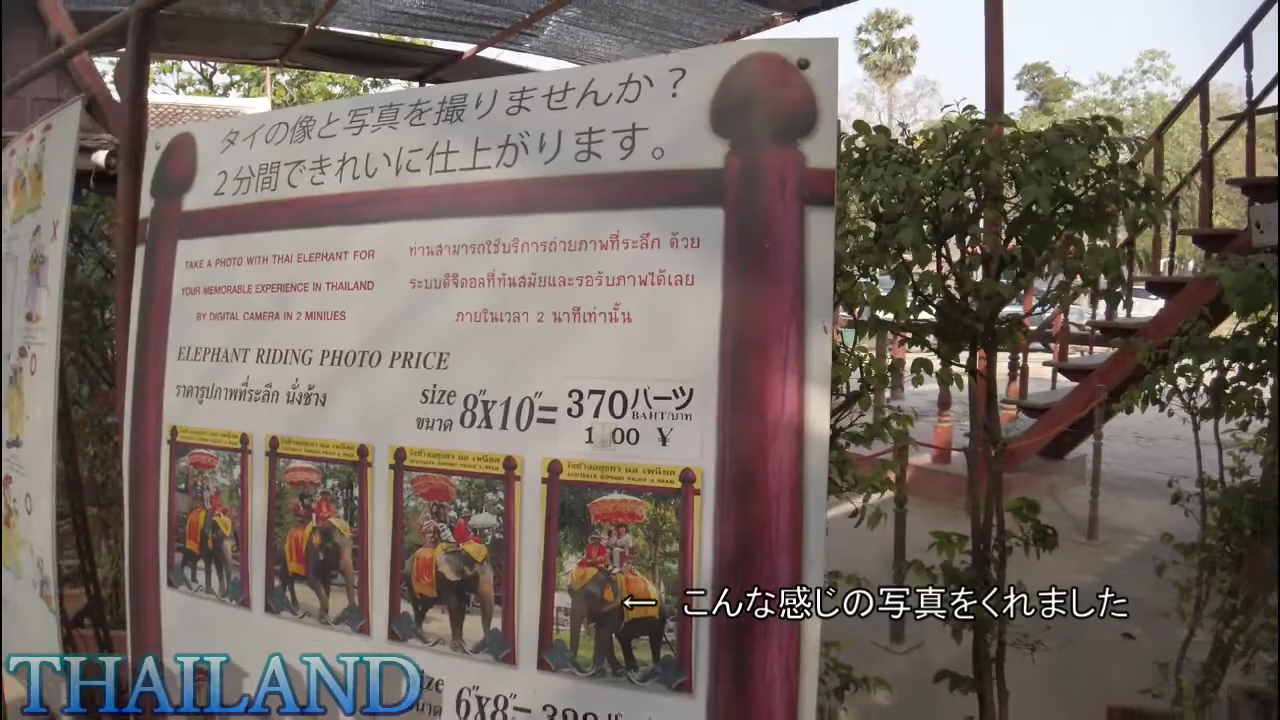 タイの像と写真を撮りませんか？
2分間できれいに仕上がります。
TAKE A PHOTO WITH THAI ELEPHANT FOR
YOUR MEMORABLE EXPERIENCE IN THAILAND
BY DIGITAL CAMERA IN 2 MINIUES
ท่านสามารถใช้บริการถ่ายภาพที่ระลึก ด้วย
ระบบดิจิตอลที่ทันสมัยและรอรับภาพได้เลย
ภายในเวลา 2 นาทีเท่านั้น
ELEPHANT RIDING PHOTO PRICE
ราคารูปภาพที่ระลึก นั่งช้าง
size
ขนาด
8"X10"=
370バーツ
BAHT/บาท
00 ¥
← こんな感じの写真をくれました
6"X8"=
THAILAND